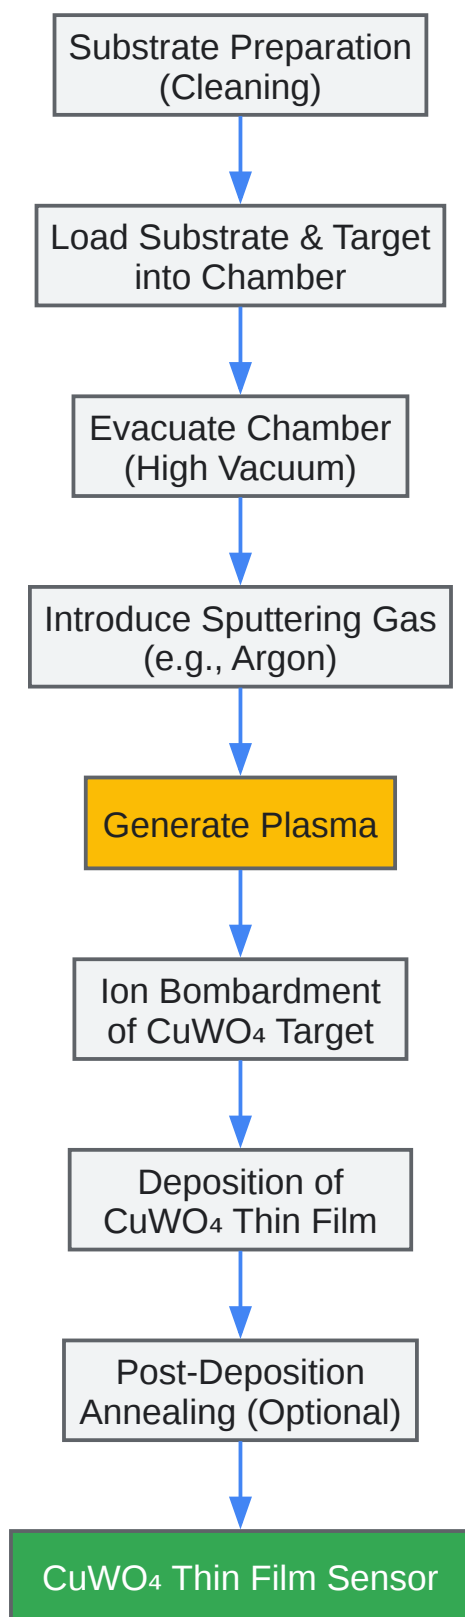 Substrate Preparation
(Cleaning)
Load Substrate & Target
into Chamber
Evacuate Chamber
(High Vacuum)
Introduce Sputtering Gas
(e.g., Argon)
Generate Plasma
Ion Bombardment
of CuWO₄ Target
Deposition of
CuWO₄ Thin Film
Post-Deposition
Annealing (Optional)
CuWO₄ Thin Film Sensor